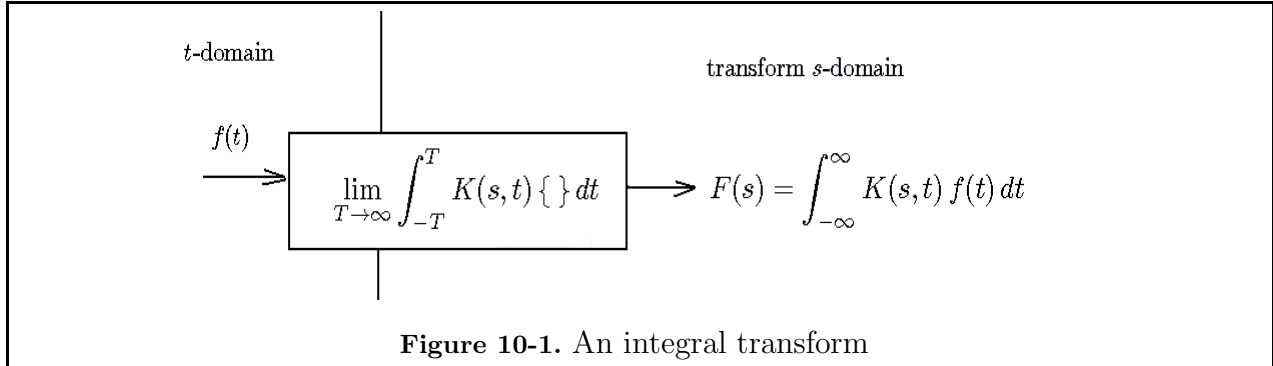 t-domain
transform s-domain
f(t)
lim_{T→∞} ∫_{-T}^{T} K(s,t) { } dt
F(s) = ∫_{-∞}^{∞} K(s,t) f(t) dt
Figure 10-1. An integral transform